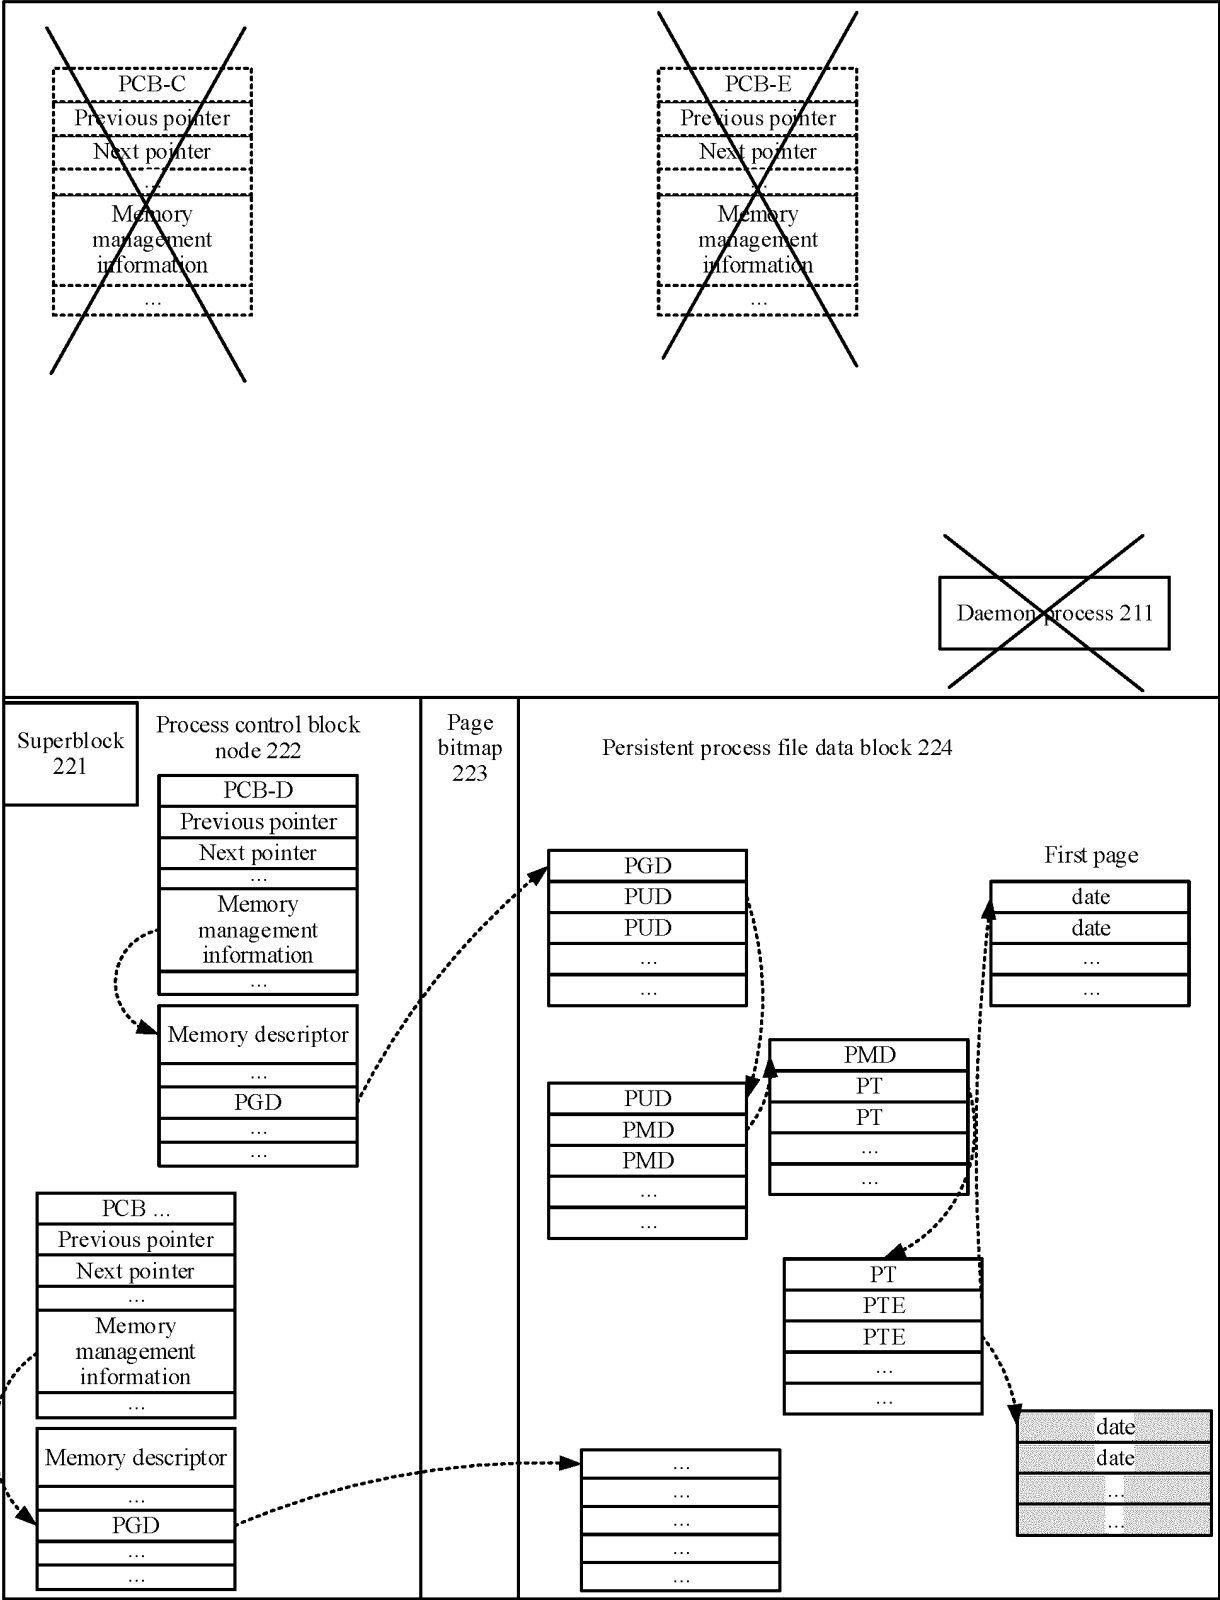 PCB-C
Previous pointer
Next pointer
...
Memory
management
information
...
PCB-E
Previous pointer
Next pointer
...
Memory
management
information
...
Daemon process 211
Superblock
221
Process control block
node 222
PCB-D
Previous pointer
Next pointer
...
Memory
management
information
...
Memory descriptor
...
PGD
...
...
PCB ...
Previous pointer
Next pointer
...
Memory
management
information
...
Memory descriptor
...
PGD
...
...
Page
bitmap
223
Persistent process file data block 224
PGD
PUD
PUD
...
...
PUD
PMD
PMD
...
...
PMD
PT
PT
...
...
PT
PTE
PTE
...
...
First page
date
date
...
...
date
date
...
...
...
...
...
...
...